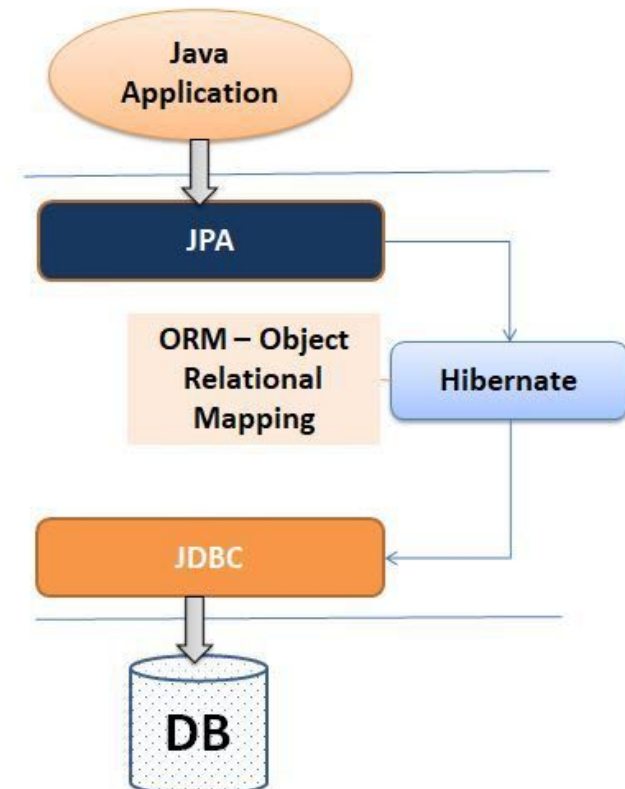 Java
Application
JPA
ORM – Object
Relational
Mapping
Hibernate
JDBC
DB